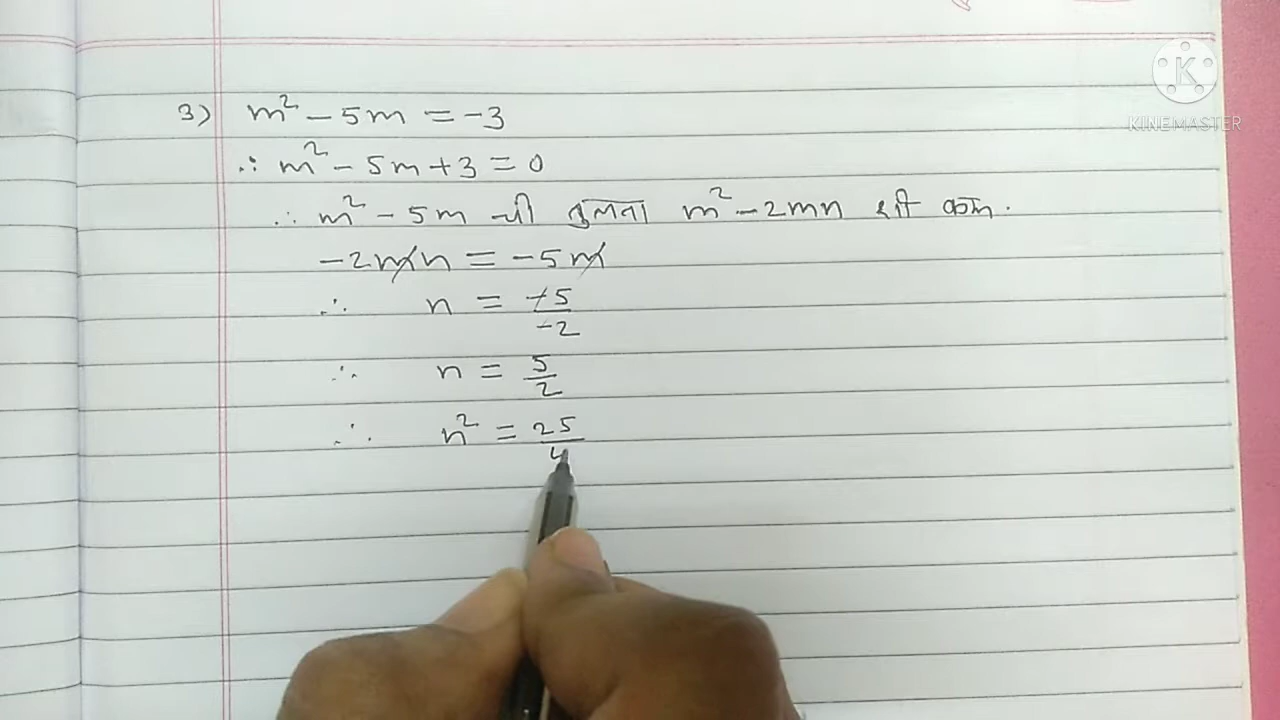 KINEMASTER
3) m² - 5m = -3
∴ m² - 5m + 3 = 0
∴ m² - 5m ची तुलना m² - 2mn शी करू.
-2mn = -5m
∴ n = -5/-2
∴ n = 5/2
∴ n² = 25/4